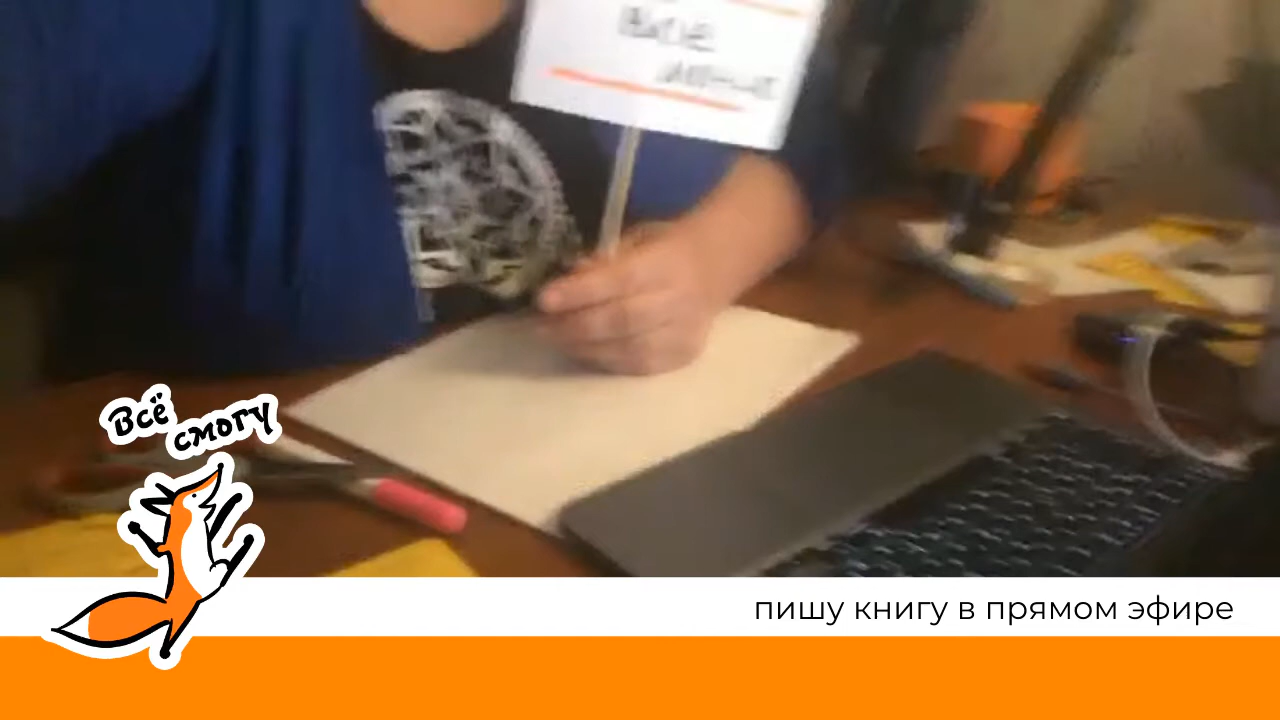 Всё
смогу
пишу книгу в прямом эфире